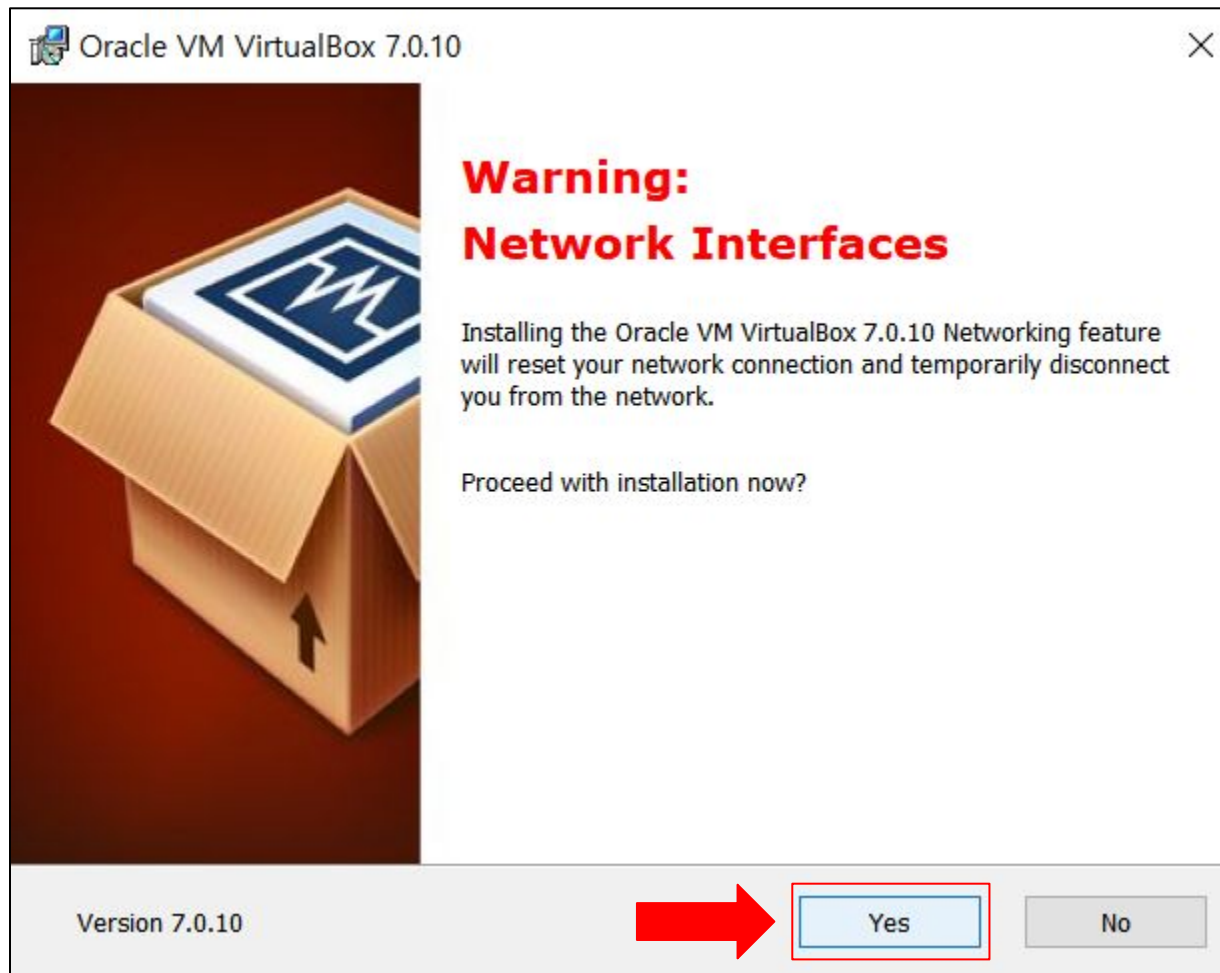 Oracle VM VirtualBox 7.0.10
Warning:
Network Interfaces
Installing the Oracle VM VirtualBox 7.0.10 Networking feature
will reset your network connection and temporarily disconnect
you from the network.
Proceed with installation now?
Version 7.0.10
Yes
No